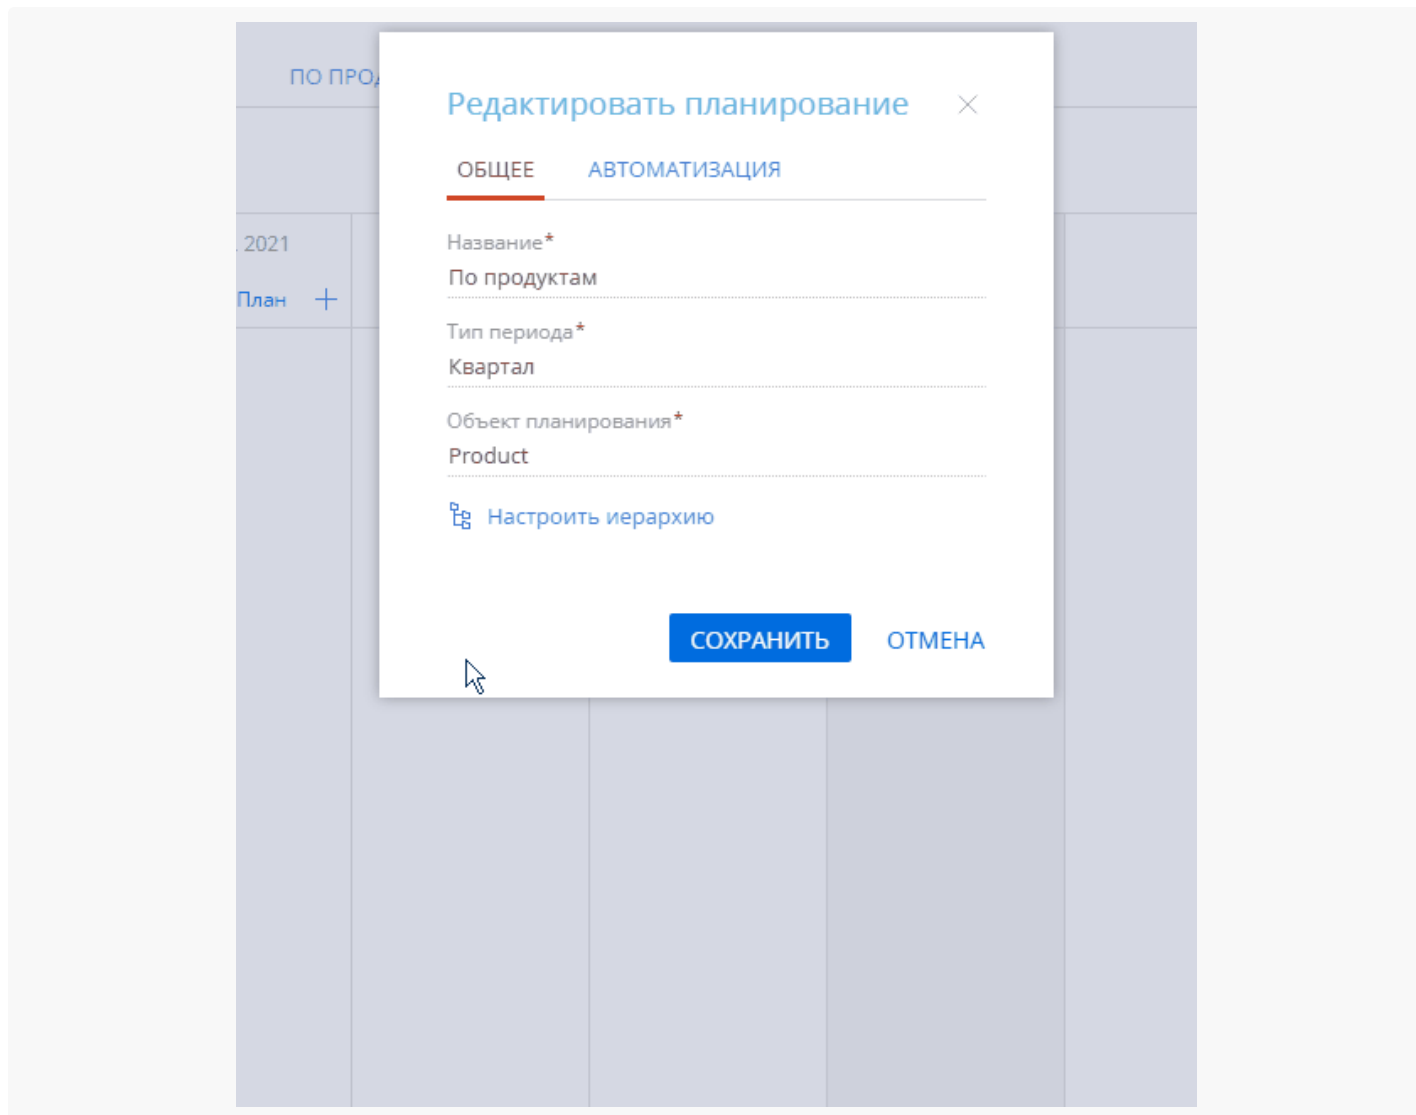 ПО ПРОД
Редактировать планирование
ОБЩЕЕ АВТОМАТИЗАЦИЯ
2021
План
Название*
По продуктам
Тип периода*
Квартал
Объект планирования*
Product
Настроить иерархию
СОХРАНИТЬ ОТМЕНА